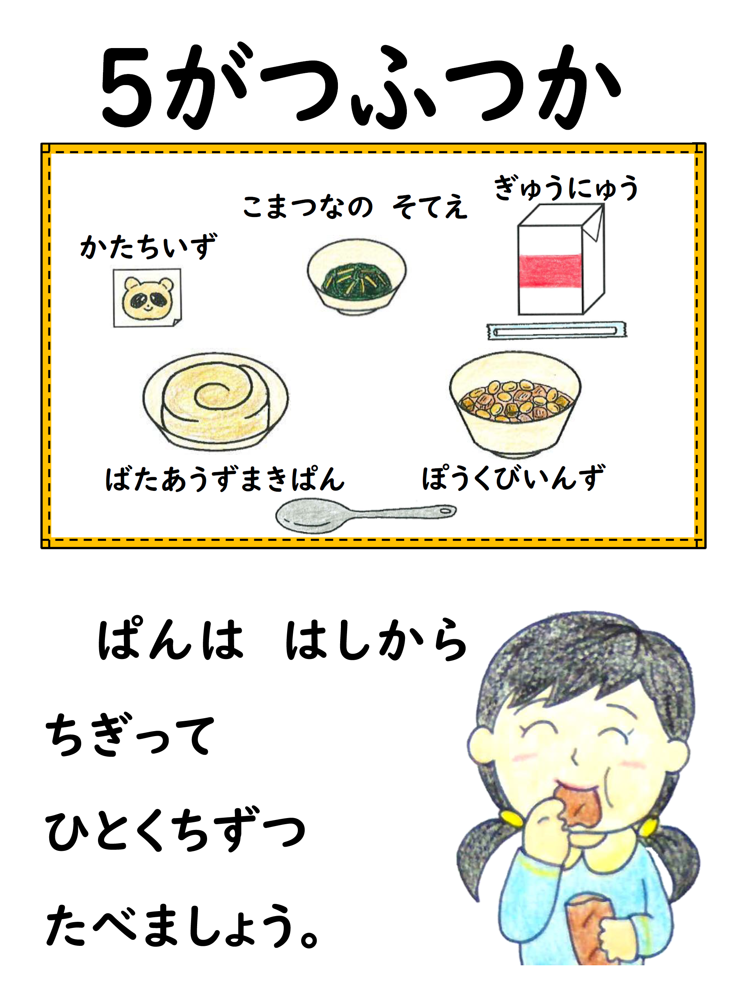 5がつふつか
ぎゅうにゅう
こまつなの そてえ
かたちいず
ばたあうずまきぱん
ぽうくびいんず
ぱんは はしから
ちぎって
ひとくちずつ
たべましょう。